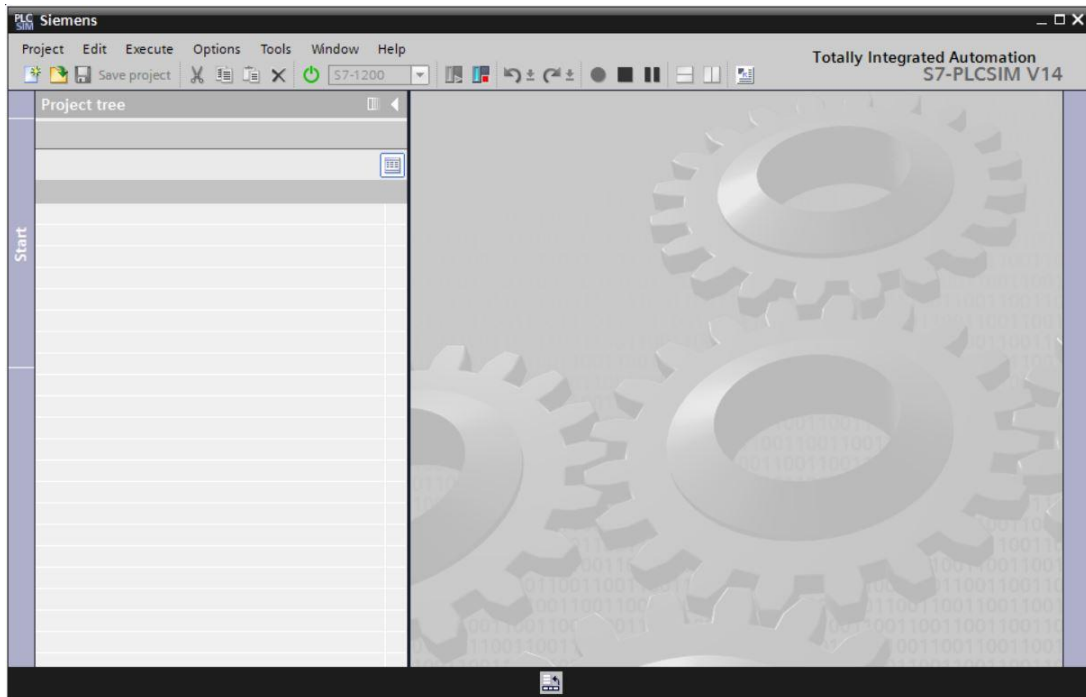 PLC
SIM Siemens
Project Edit Execute Options Tools Window Help
Totally Integrated Automation
S7-PLCSIM V14
Save project S7-1200
Project tree
Start